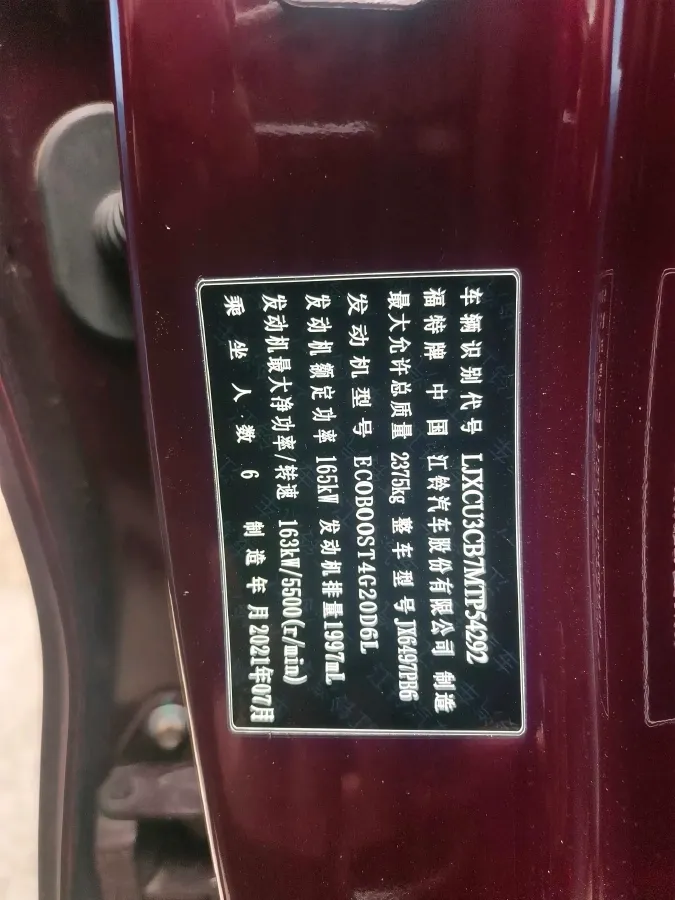 车辆识别代号 LJXCU3CB7MTP54292
福特牌 中国 江铃汽车股份有限公司 制造
最大允许总质量 2375kg 整车型号 JX6497PB6
发动机型号 ECOBOOST4G20D6L
发动机额定功率 165kW 发动机排量1997mL
发动机最大净功率/转速 163kW/5500(r/min)
乘坐人数 6 制造年月2021年07月